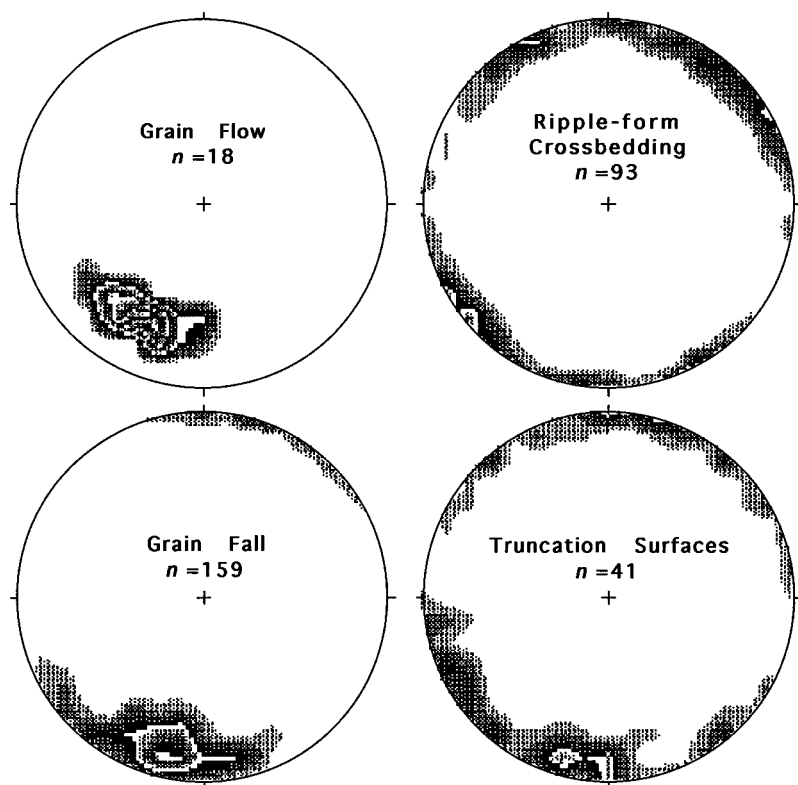 Grain Flow
n =18
Ripple-form
Crossbedding
n =93
Grain Fall
n =159
Truncation Surfaces
n =41